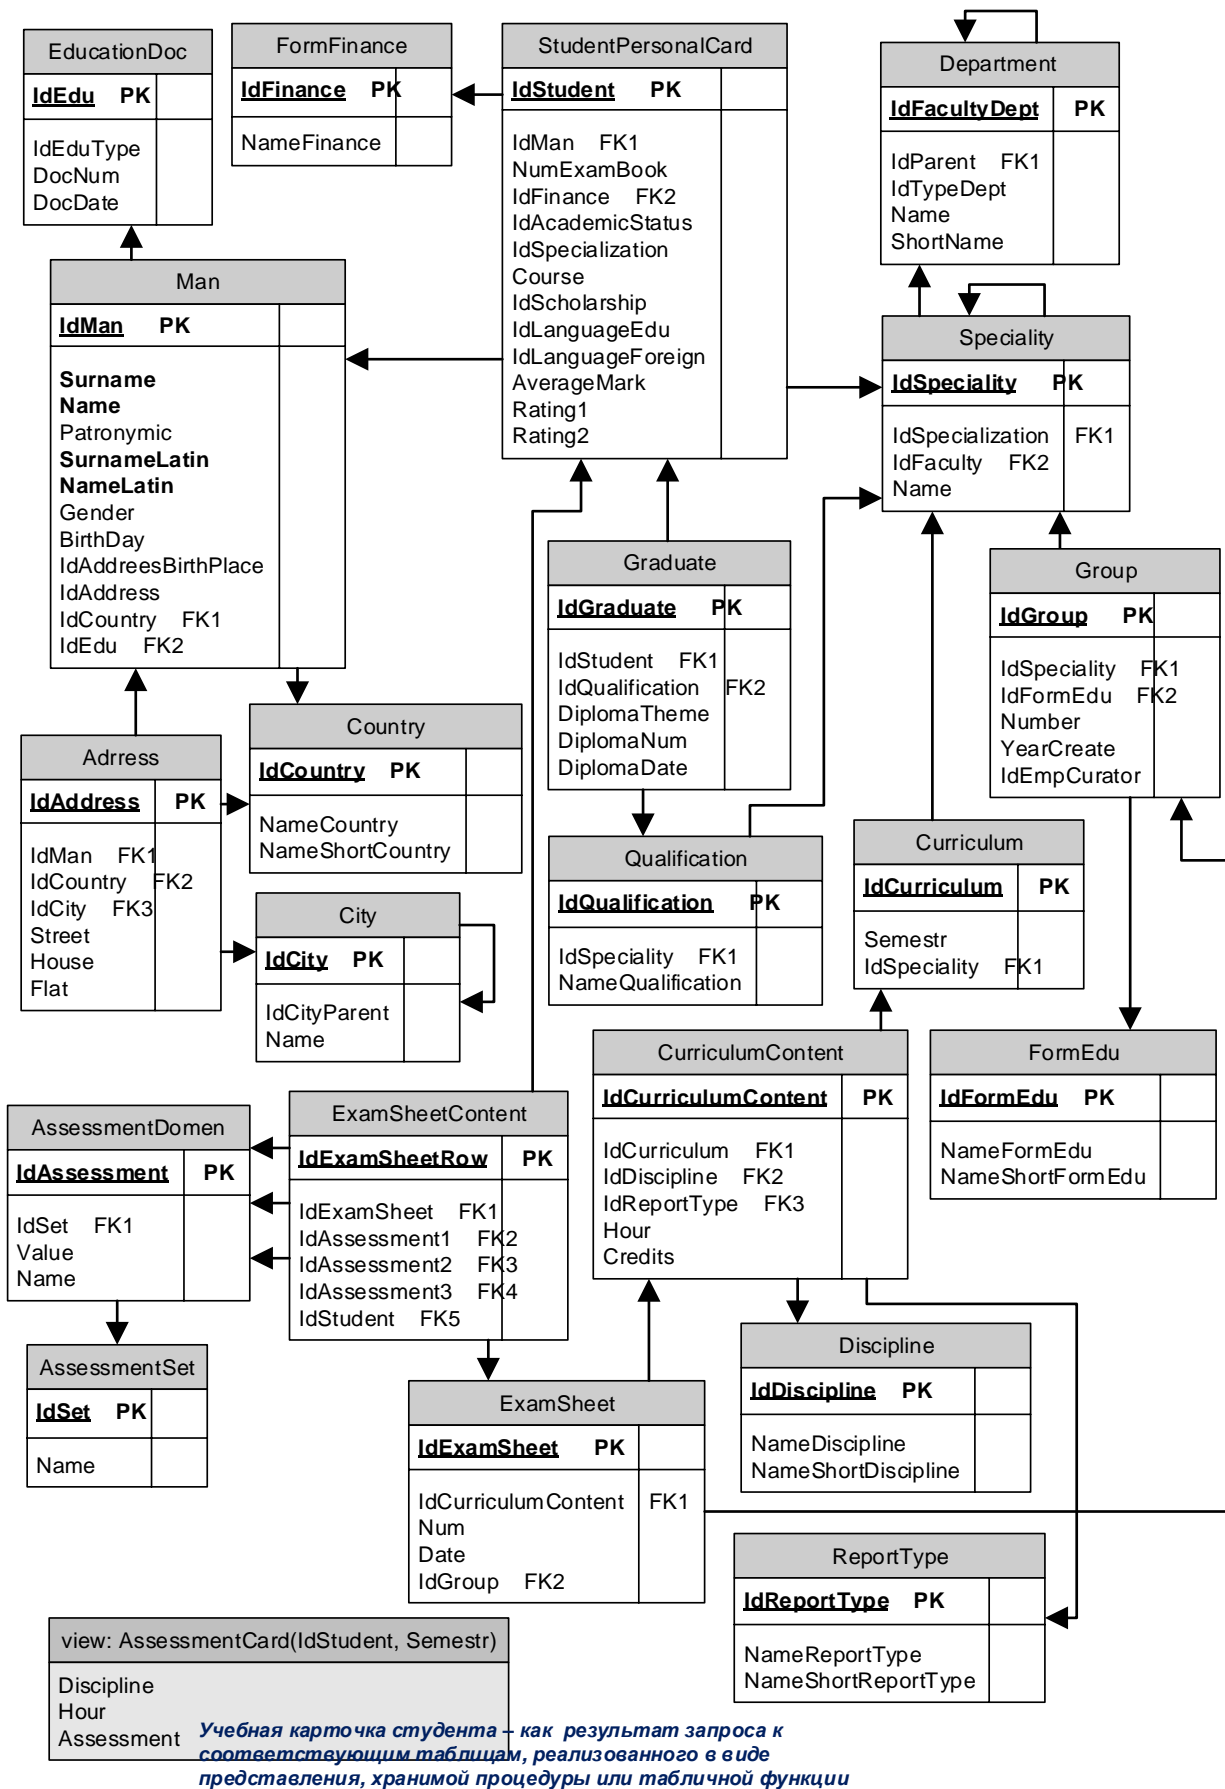 EducationDoc
IdEdu PK
IdEduType
DocNum
DocDate
FormFinance
IdFinance PK
NameFinance
StudentPersonalCard
IdStudent PK
IdMan FK1
NumExamBook
IdFinance FK2
IdAcademicStatus
IdSpecialization
Course
IdScholarship
IdLanguageEdu
IdLanguageForeign
AverageMark
Rating1
Rating2
Department
IdFacultyDept PK
IdParent FK1
IdTypeDept
Name
ShortName
Man
IdMan PK
Surname
Name
Patronymic
SurnameLatin
NameLatin
Gender
BirthDay
IdAddreesBirthPlace
IdAddress
IdCountry FK1
IdEdu FK2
Speciality
IdSpeciality PK
IdSpecialization FK1
IdFaculty FK2
Name
Graduate
IdGraduate PK
IdStudent FK1
IdQualification FK2
DiplomaTheme
DiplomaNum
DiplomaDate
Group
IdGroup PK
IdSpeciality FK1
IdFormEdu FK2
Number
YearCreate
IdEmpCurator
Country
IdCountry PK
NameCountry
NameShortCountry
Adrress
IdAddress PK
IdMan FK1
IdCountry FK2
IdCity FK3
Street
House
Flat
City
IdCity PK
IdCityParent
Name
Qualification
IdQualification PK
IdSpeciality FK1
NameQualification
Curriculum
IdCurriculum PK
Semestr
IdSpeciality FK1
CurriculumContent
IdCurriculumContent PK
IdCurriculum FK1
IdDiscipline FK2
IdReportType FK3
Hour
Credits
FormEdu
IdFormEdu PK
NameFormEdu
NameShortFormEdu
AssessmentDomen
IdAssessment PK
IdSet FK1
Value
Name
ExamSheetContent
IdExamSheetRow PK
IdExamSheet FK1
IdAssessment1 FK2
IdAssessment2 FK3
IdAssessment3 FK4
IdStudent FK5
AssessmentSet
IdSet PK
Name
ExamSheet
IdExamSheet PK
IdCurriculumContent FK1
Num
Date
IdGroup FK2
Discipline
IdDiscipline PK
NameDiscipline
NameShortDiscipline
ReportType
IdReportType PK
NameReportType
NameShortReportType
view: AssessmentCard(IdStudent, Semestr)
Discipline
Hour
Assessment
Учебная карточка студента – как результат запроса к
соответствующим таблицам, реализованного в виде
представления, хранимой процедуры или табличной функции